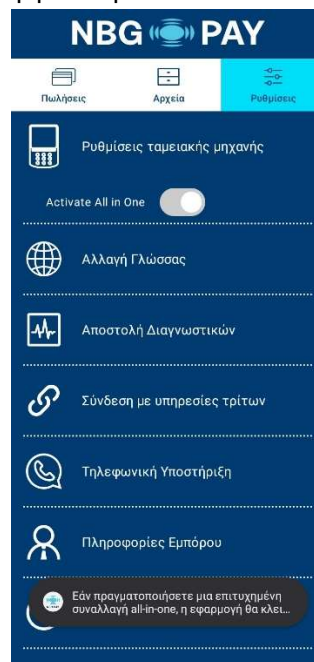 NBG PAY
Πωλήσεις Αρχεία Ρυθμίσεις
Ρυθμίσεις ταμειακής μηχανής
Activate All in One
Αλλαγή Γλώσσας
Αποστολή Διαγνωστικών
Σύνδεση με υπηρεσίες τρίτων
Τηλεφωνική Υποστήριξη
Πληροφορίες Εμπόρου
Εάν πραγματοποιήσετε μια επιτυχημένη
συναλλαγή all-in-one, η εφαρμογή θα κλει...